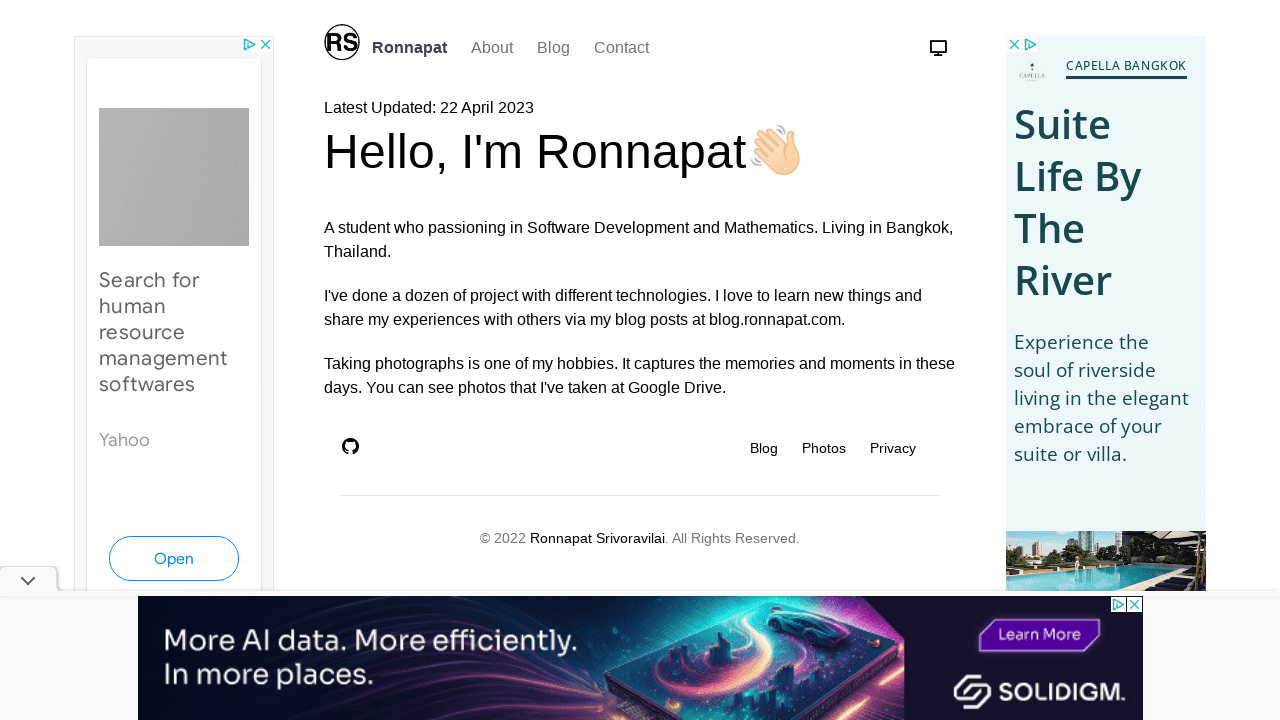 RS Ronnapat About Blog Contact
Latest Updated: 22 April 2023
Hello, I'm Ronnapat👋🏻
A student who passioning in Software Development and Mathematics. Living in Bangkok,
Thailand.
I've done a dozen of project with different technologies. I love to learn new things and
share my experiences with others via my blog posts at blog.ronnapat.com.
Taking photographs is one of my hobbies. It captures the memories and moments in these
days. You can see photos that I've taken at Google Drive.
Blog Photos Privacy
© 2022 Ronnapat Srivoravilai. All Rights Reserved.
Search for
human
resource
management
softwares
Yahoo
Open
CAPELLA BANGKOK
Suite
Life By
The
River
Experience the
soul of riverside
living in the elegant
embrace of your
suite or villa.
More AI data. More efficiently.
In more places.
Learn More
SOLIDIGM.